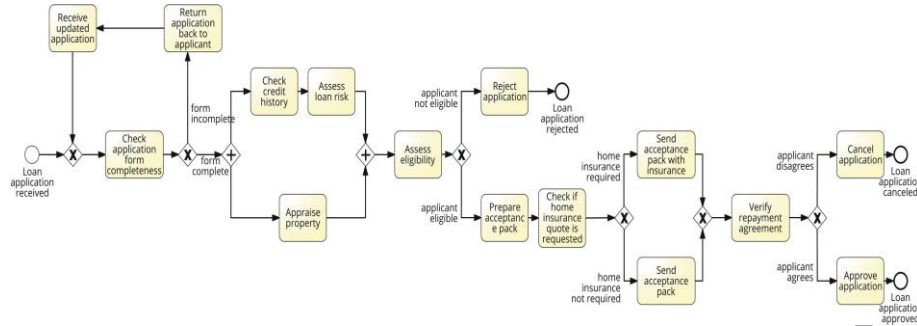 Receive
updated
application
Return
application
back to
applicant
form
incomplete
Loan
application
received
Check
application
form
completeness
form
complete
Check
credit
history
Assess
loan risk
Appraise
property
Assess
eligibility
applicant
not eligible
Reject
application
Loan
application
rejected
applicant
eligible
Prepare
acceptanc
e pack
Check if
home
insurance
quote is
requested
home
insurance
required
Send
acceptance
pack with
insurance
home
insurance
not required
Send
acceptance
pack
Verify
repayment
agreement
applicant
disagrees
Cancel
application
Loan
application
canceled
applicant
agrees
Approve
application
Loan
application
approved